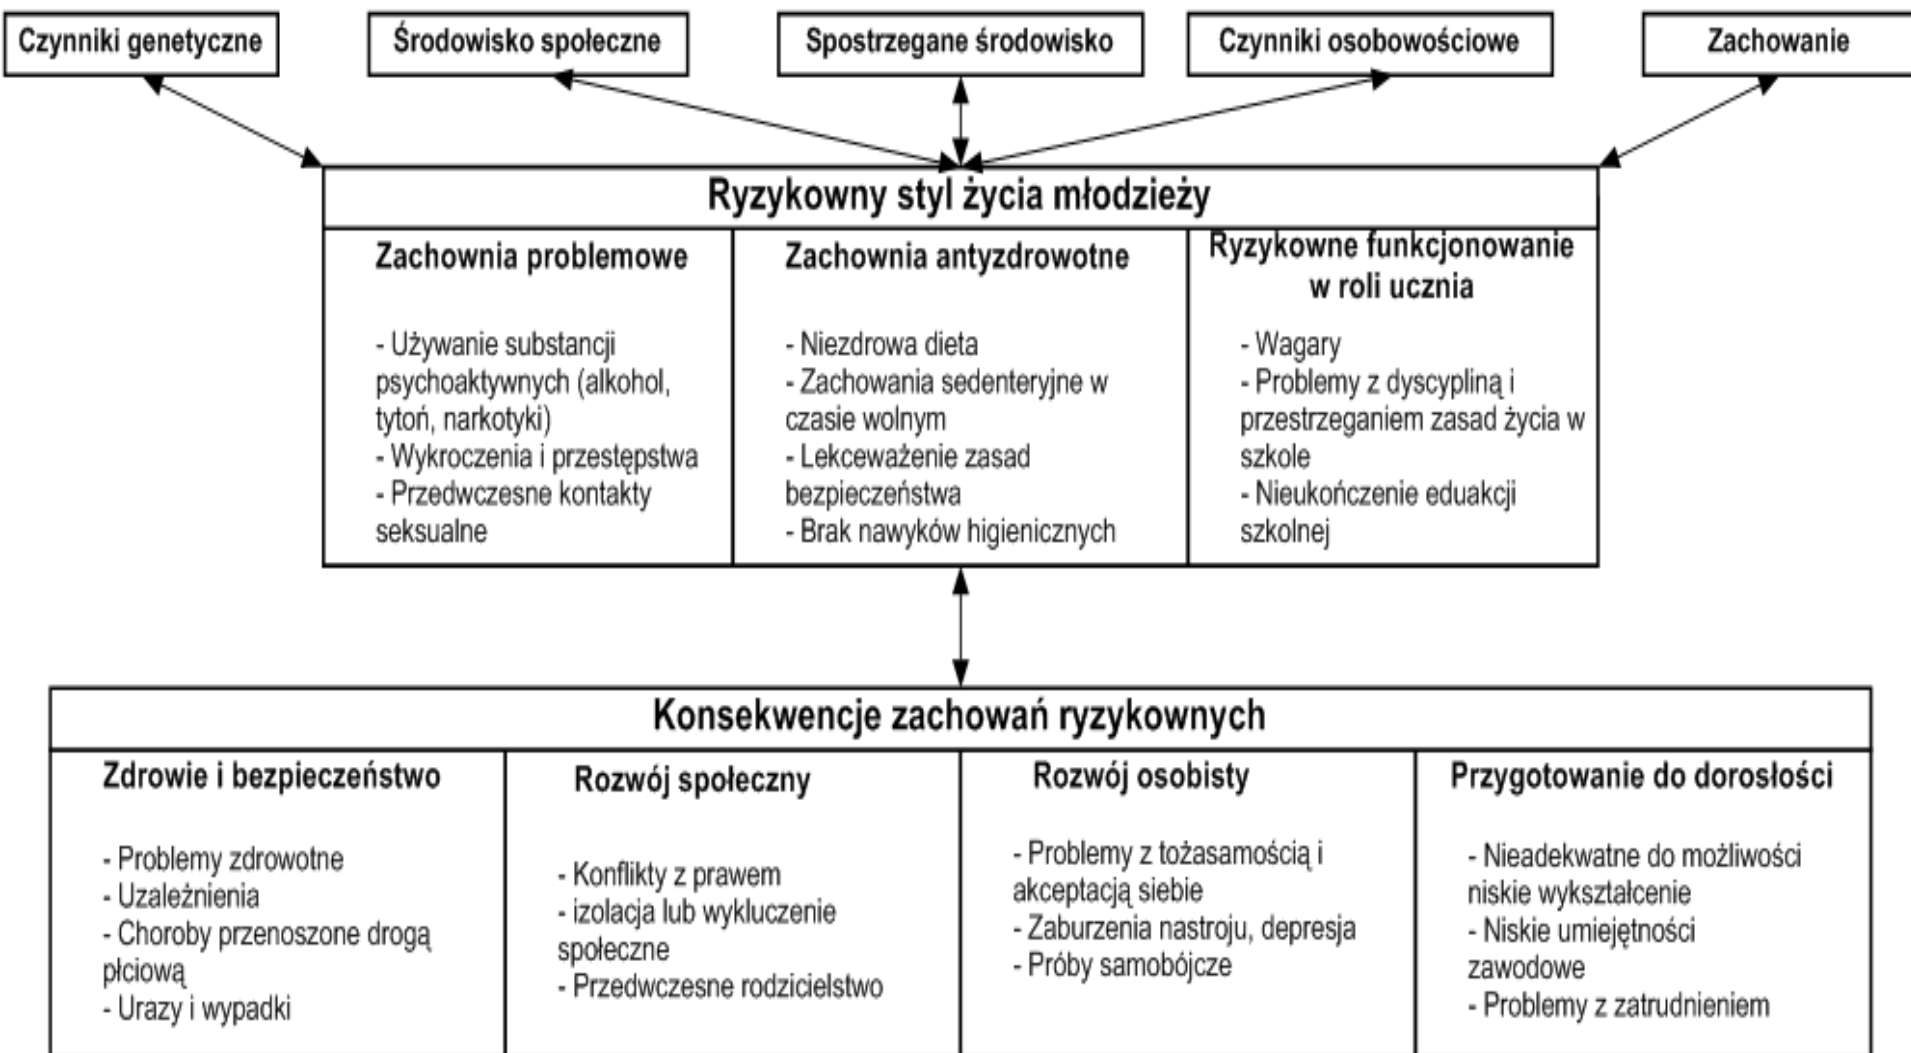 Czynniki genetyczne
Środowisko społeczne
Spostrzegane środowisko
Czynniki osobowościowe
Zachowanie
Ryzykowny styl życia młodzieży
Zachownia problemowe
- Używanie substancji
psychoaktywnych (alkohol,
tytoń, narkotyki)
- Wykroczenia i przestępstwa
- Przedwczesne kontakty
seksualne
Zachownia antyzdrowotne
- Niezdrowa dieta
- Zachowania sedenteryjne w
czasie wolnym
- Lekceważenie zasad
bezpieczeństwa
- Brak nawyków higienicznych
Ryzykowne funkcjonowanie
w roli ucznia
- Wagary
- Problemy z dyscypliną i
przestrzeganiem zasad życia w
szkole
- Nieukończenie eduakcji
szkolnej
Konsekwencje zachowań ryzykownych
Zdrowie i bezpieczeństwo
- Problemy zdrowotne
- Uzależnienia
- Choroby przenoszone drogą
płciową
- Urazy i wypadki
Rozwój społeczny
- Konflikty z prawem
- izolacja lub wykluczenie
społeczne
- Przedwczesne rodzicielstwo
Rozwój osobisty
- Problemy z tożasamością i
akceptacją siebie
- Zaburzenia nastroju, depresja
- Próby samobójcze
Przygotowanie do dorosłości
- Nieadekwatne do możliwości
niskie wykształcenie
- Niskie umiejętności
zawodowe
- Problemy z zatrudnieniem